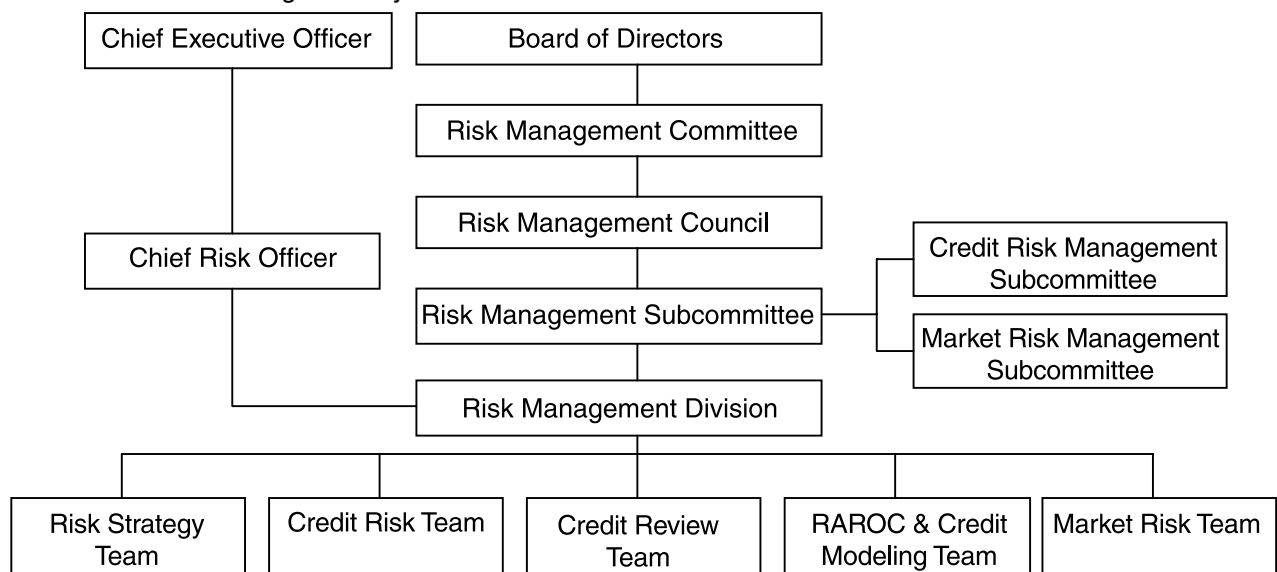 Chief Executive Officer
Board of Directors
Risk Management Committee
Risk Management Council
Chief Risk Officer
Credit Risk Management
Subcommittee
Risk Management Subcommittee
Market Risk Management
Subcommittee
Risk Management Division
Risk Strategy
Team
Credit Risk Team
Credit Review
Team
RAROC & Credit
Modeling Team
Market Risk Team